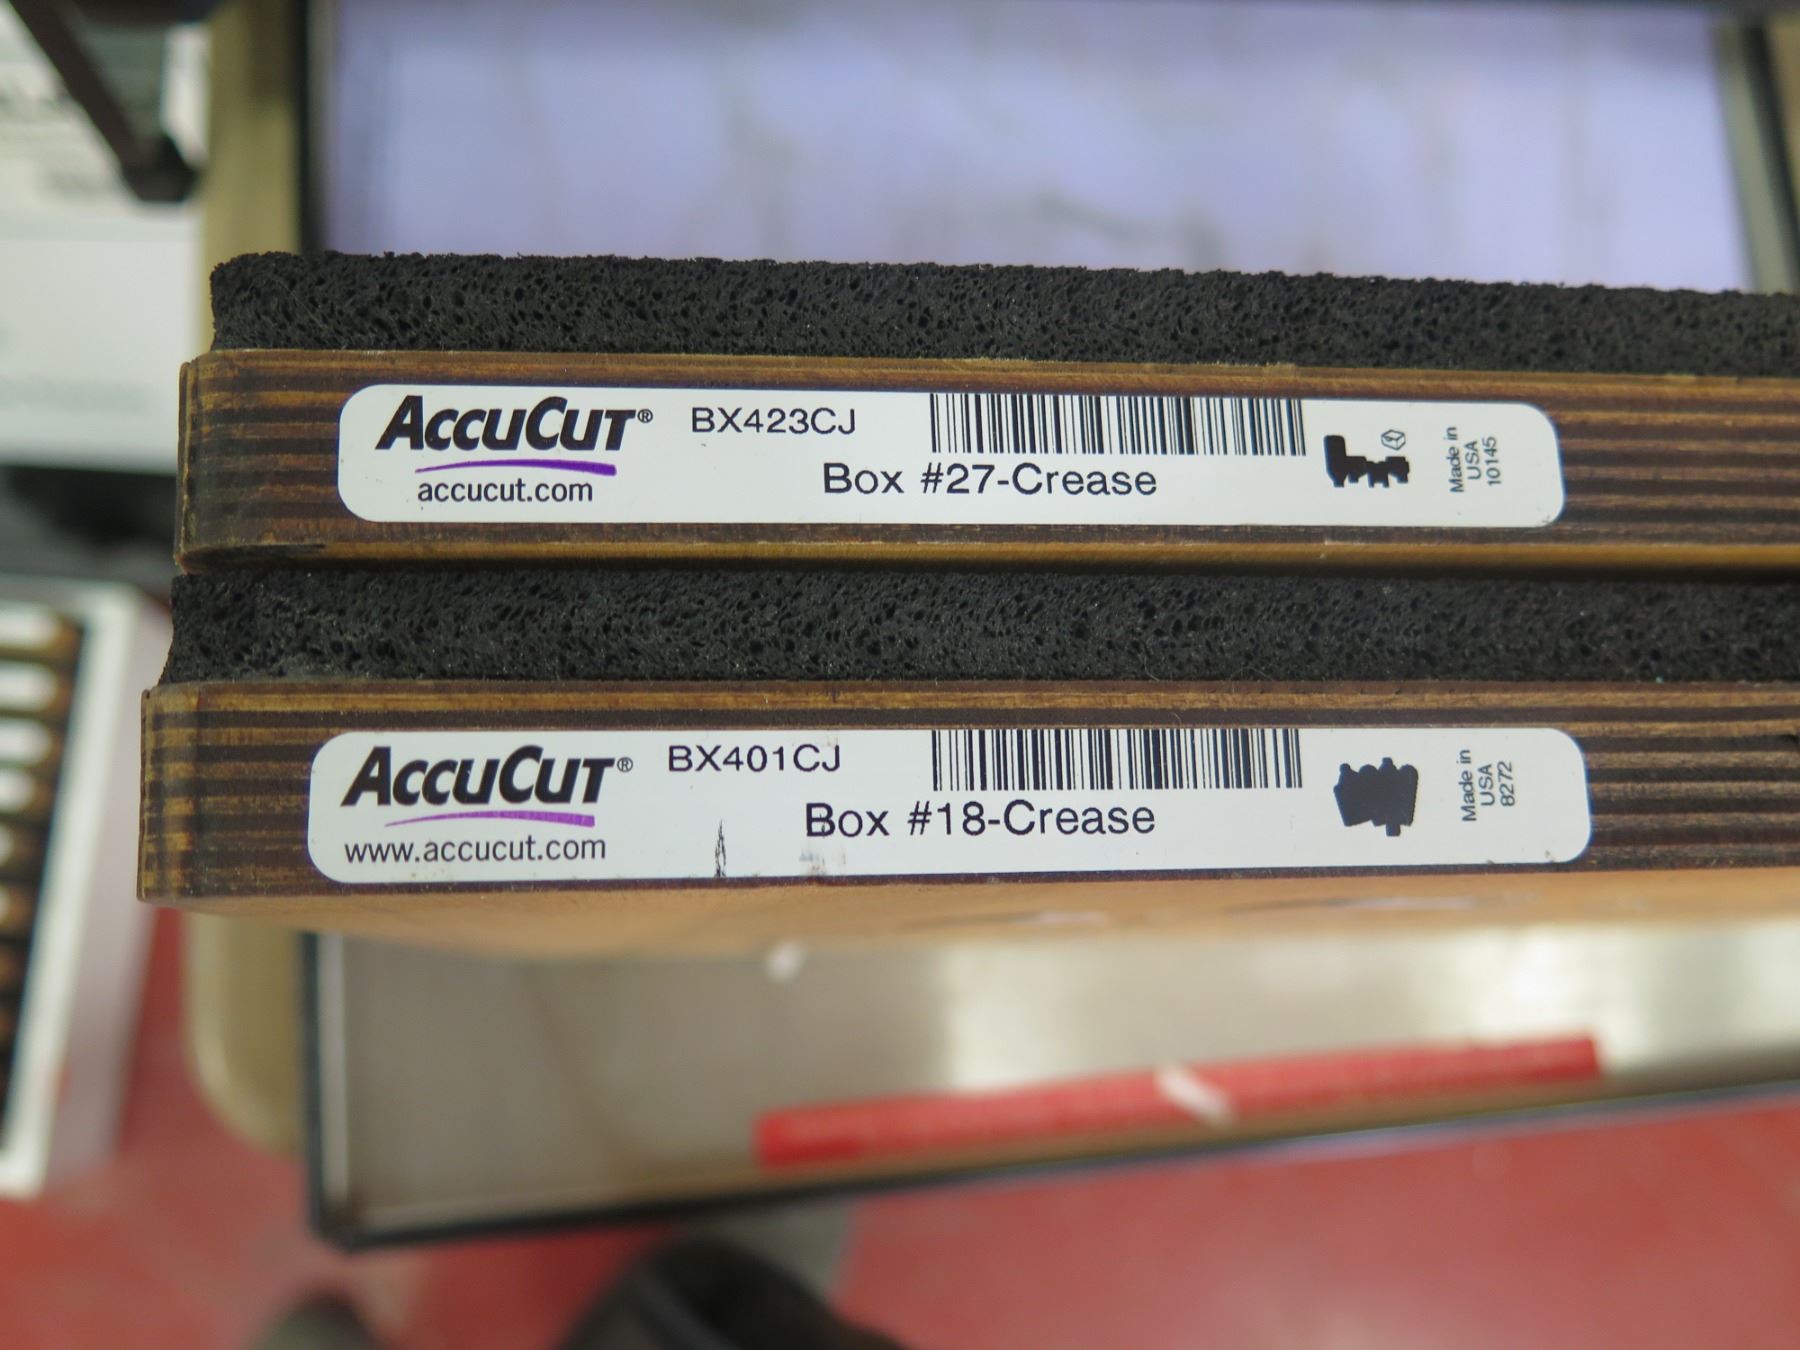 ACCUCUT® BX423CJ
Box #27-Crease
accucut.com
Made in
USA
10145
ACCUCUT® BX401CJ
Box #18-Crease
www.accucut.com
Made in
USA
8272